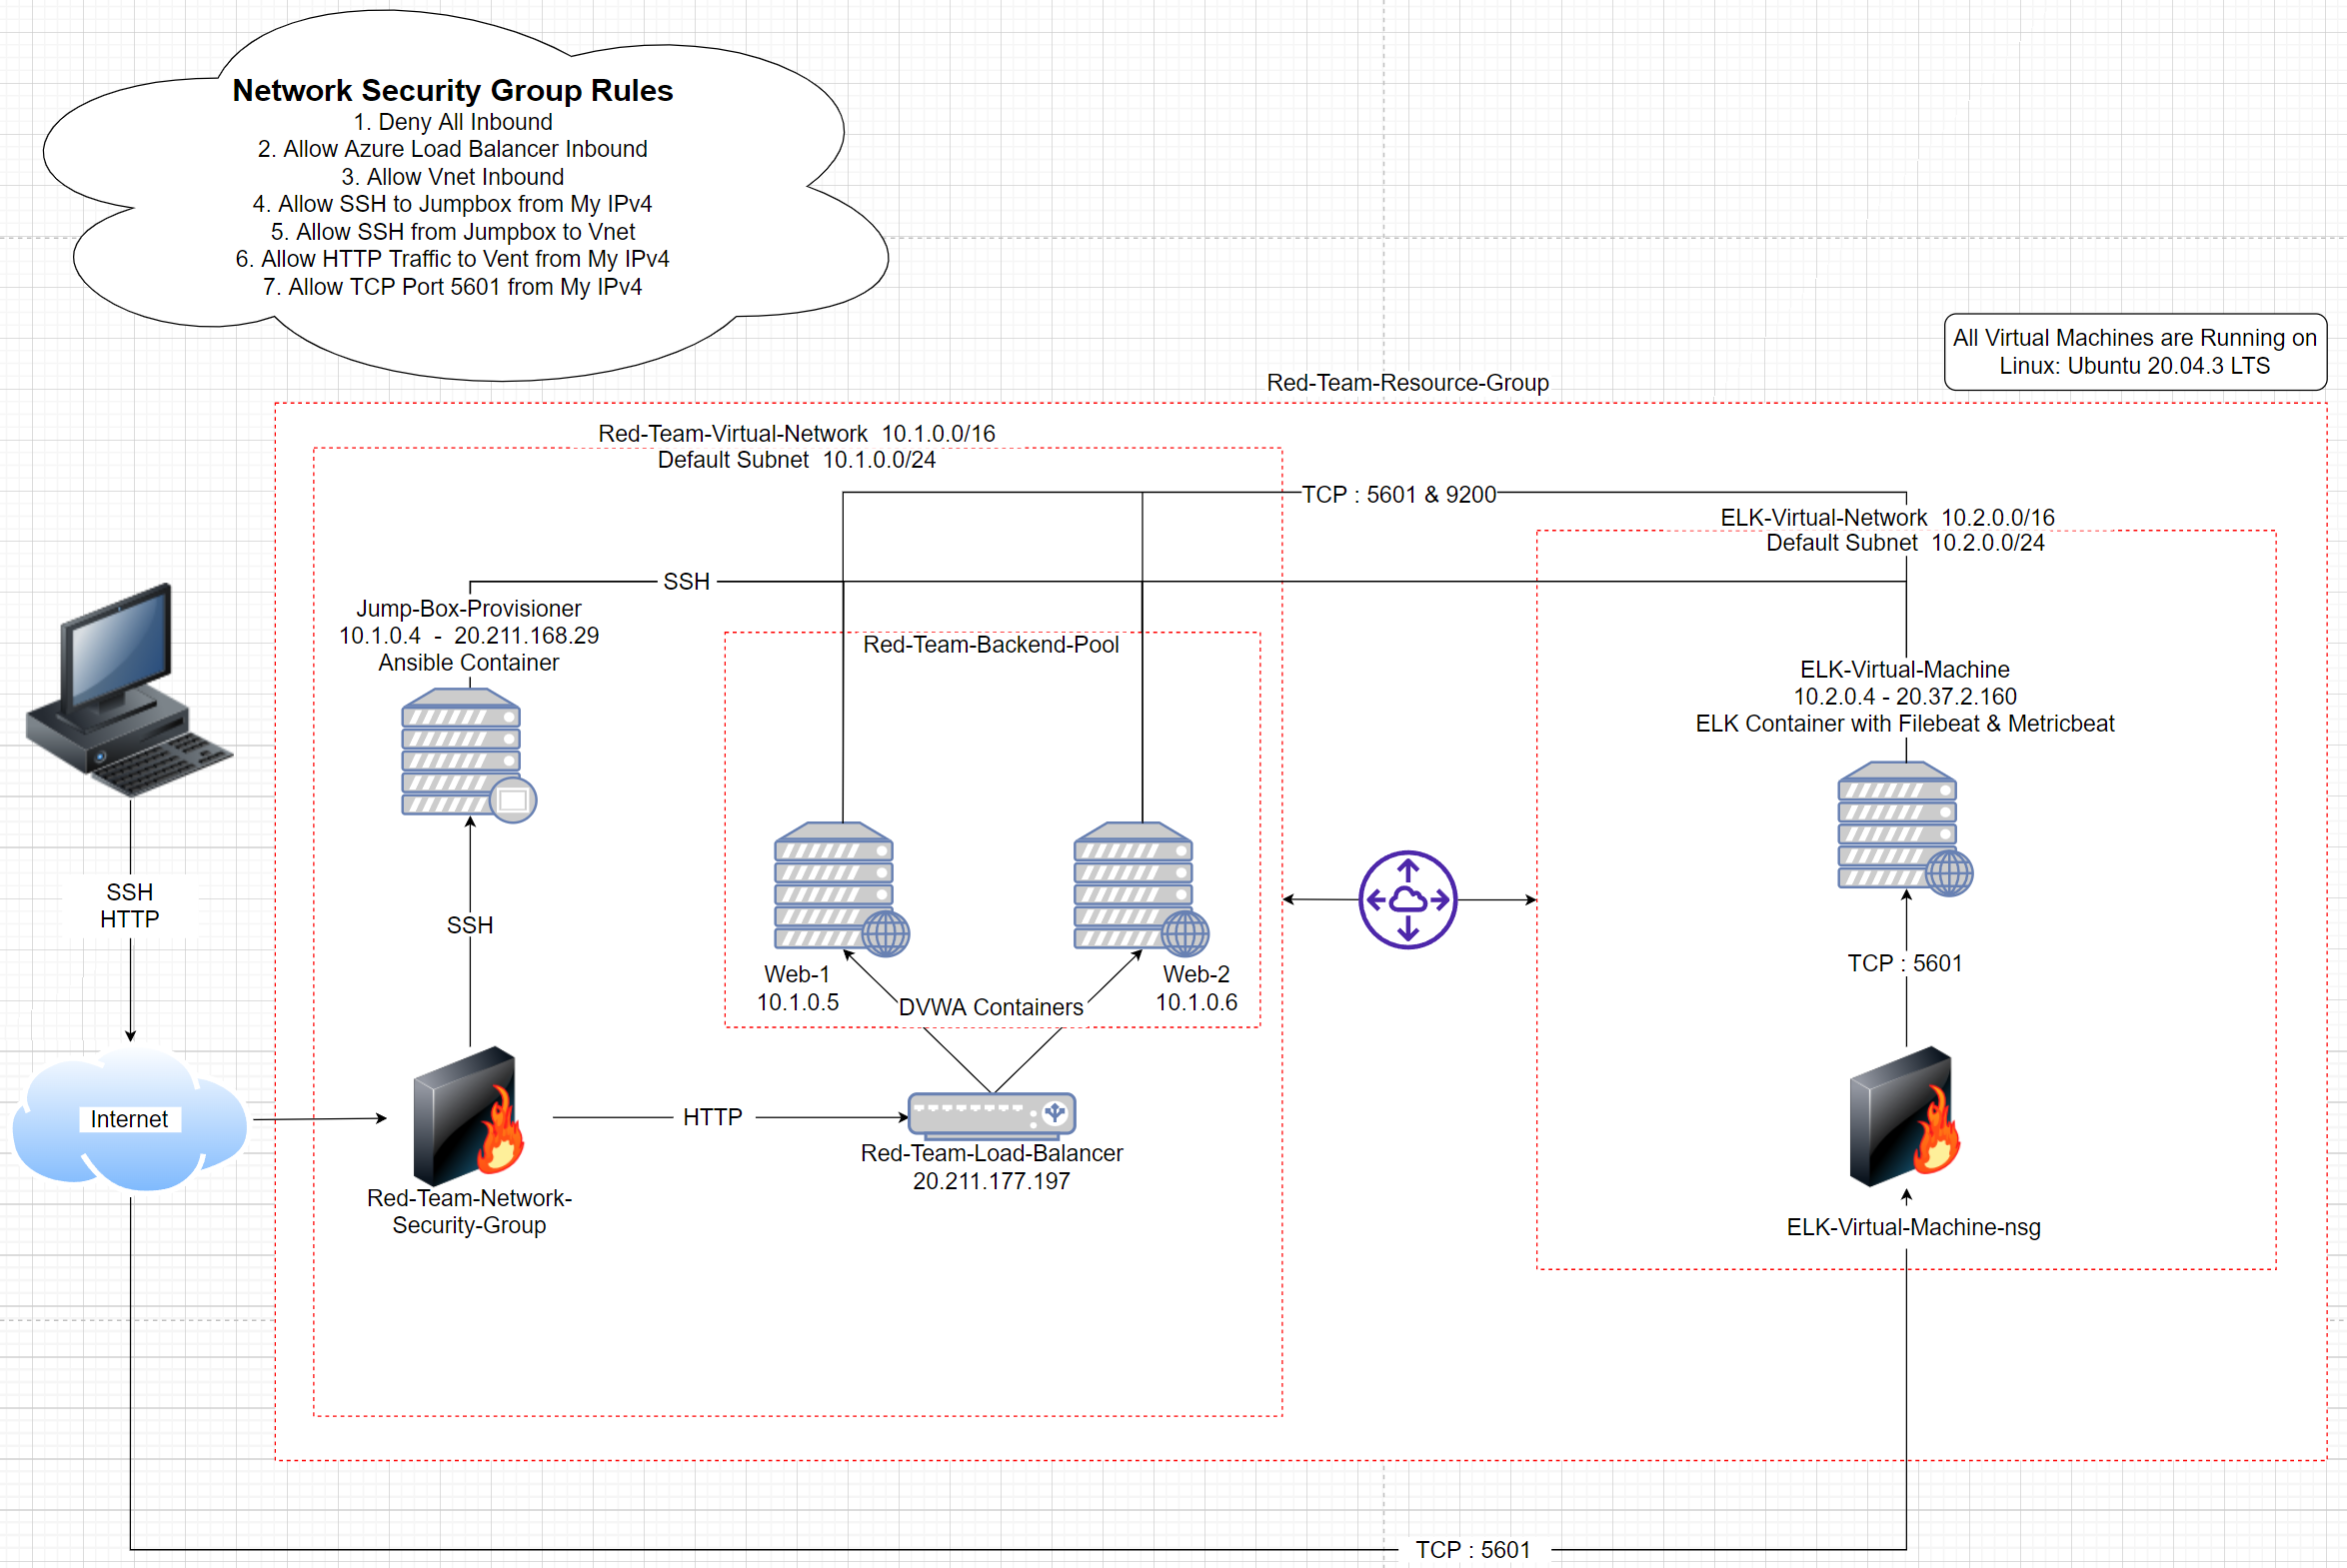 Network Security Group Rules
1. Deny All Inbound
2. Allow Azure Load Balancer Inbound
3. Allow Vnet Inbound
4. Allow SSH to Jumpbox from My IPv4
5. Allow SSH from Jumpbox to Vnet
6. Allow HTTP Traffic to Vent from My IPv4
7. Allow TCP Port 5601 from My IPv4
All Virtual Machines are Running on
Linux: Ubuntu 20.04.3 LTS
Red-Team-Resource-Group
Red-Team-Virtual-Network 10.1.0.0/16
Default Subnet 10.1.0.0/24
TCP : 5601 & 9200
ELK-Virtual-Network 10.2.0.0/16
Default Subnet 10.2.0.0/24
SSH
Jump-Box-Provisioner
10.1.0.4 - 20.211.168.29
Ansible Container
Red-Team-Backend-Pool
ELK-Virtual-Machine
10.2.0.4 - 20.37.2.160
ELK Container with Filebeat & Metricbeat
SSH
HTTP
SSH
Web-1
10.1.0.5
DVWA Containers
Web-2
10.1.0.6
TCP : 5601
Internet
HTTP
Red-Team-Load-Balancer
20.211.177.197
Red-Team-Network-
Security-Group
ELK-Virtual-Machine-nsg
TCP : 5601